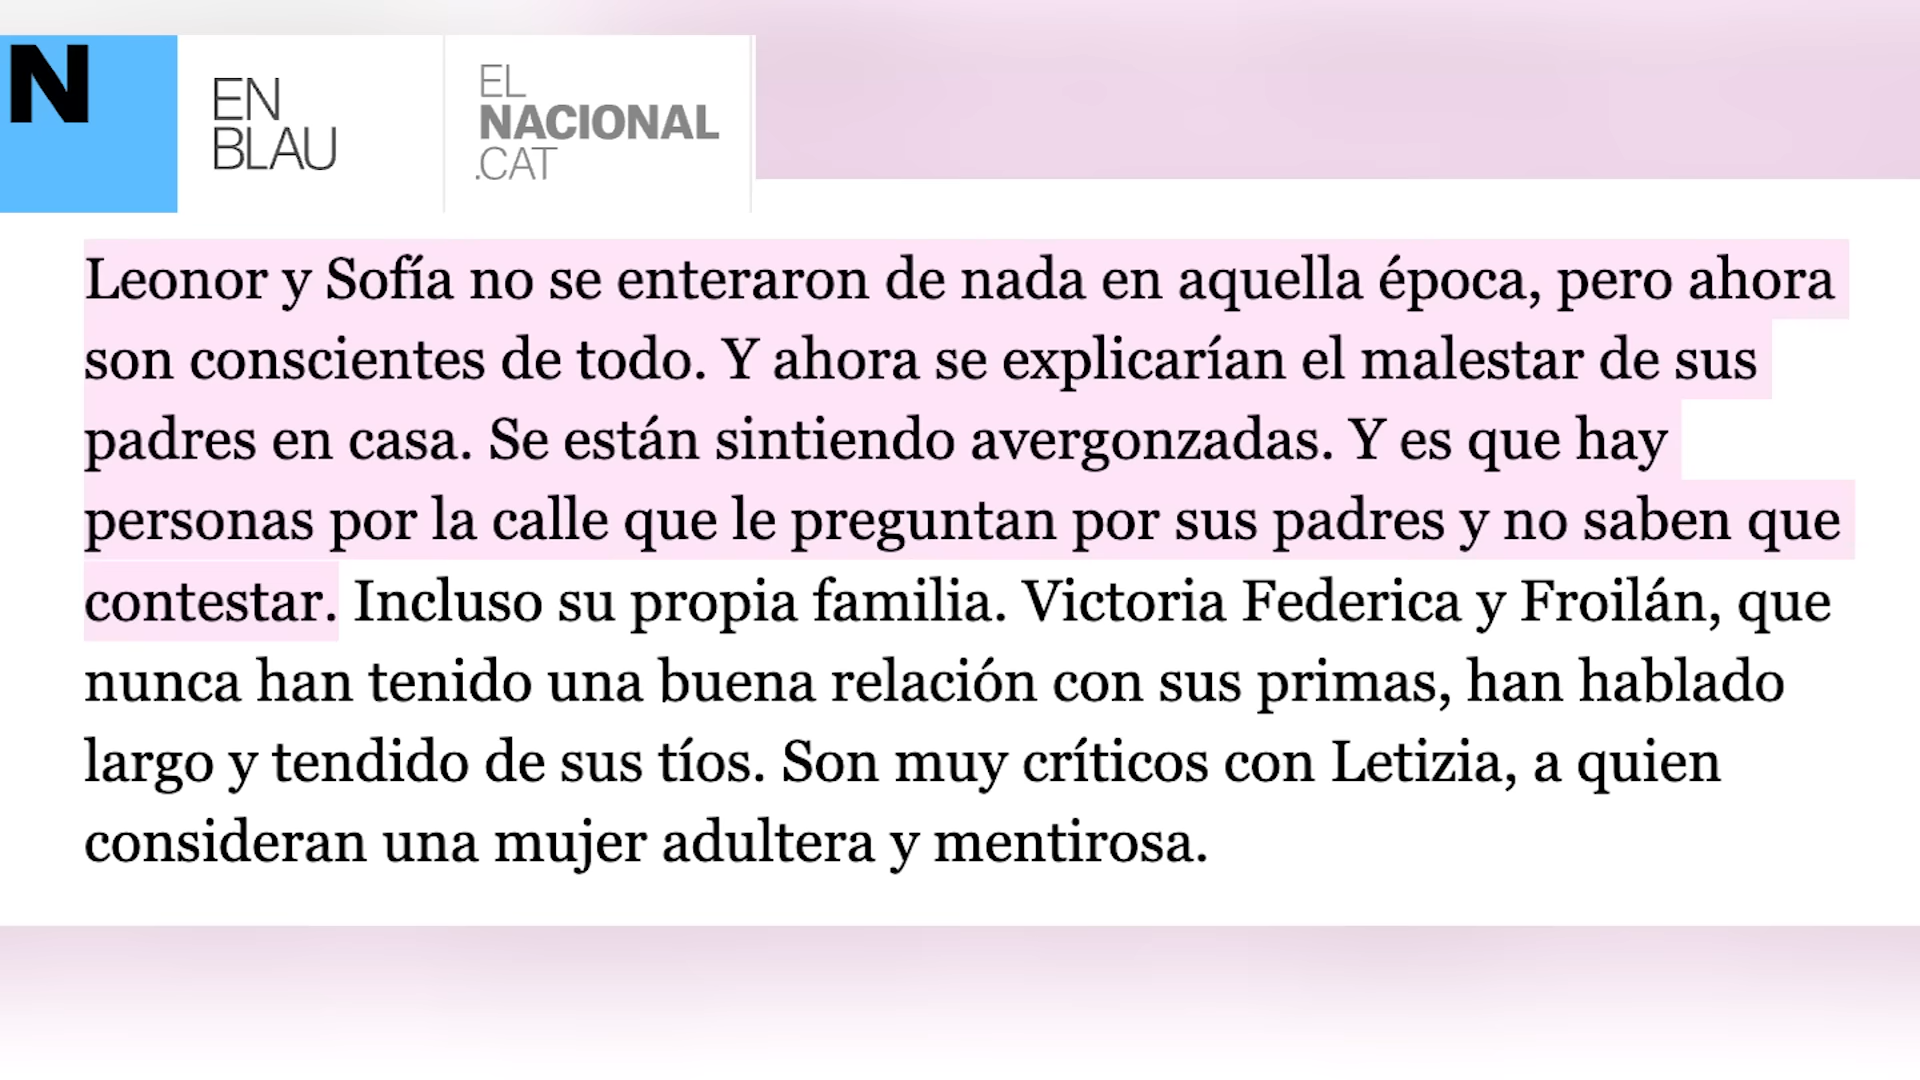 N
EN
BLAU
EL
NACIONAL
.CAT
Leonor y Sofía no se enteraron de nada en aquella época, pero ahora
son conscientes de todo. Y ahora se explicarían el malestar de sus
padres en casa. Se están sintiendo avergonzadas. Y es que hay
personas por la calle que le preguntan por sus padres y no saben que
contestar. Incluso su propia familia. Victoria Federica y Froilán, que
nunca han tenido una buena relación con sus primas, han hablado
largo y tendido de sus tíos. Son muy críticos con Letizia, a quien
consideran una mujer adultera y mentirosa.